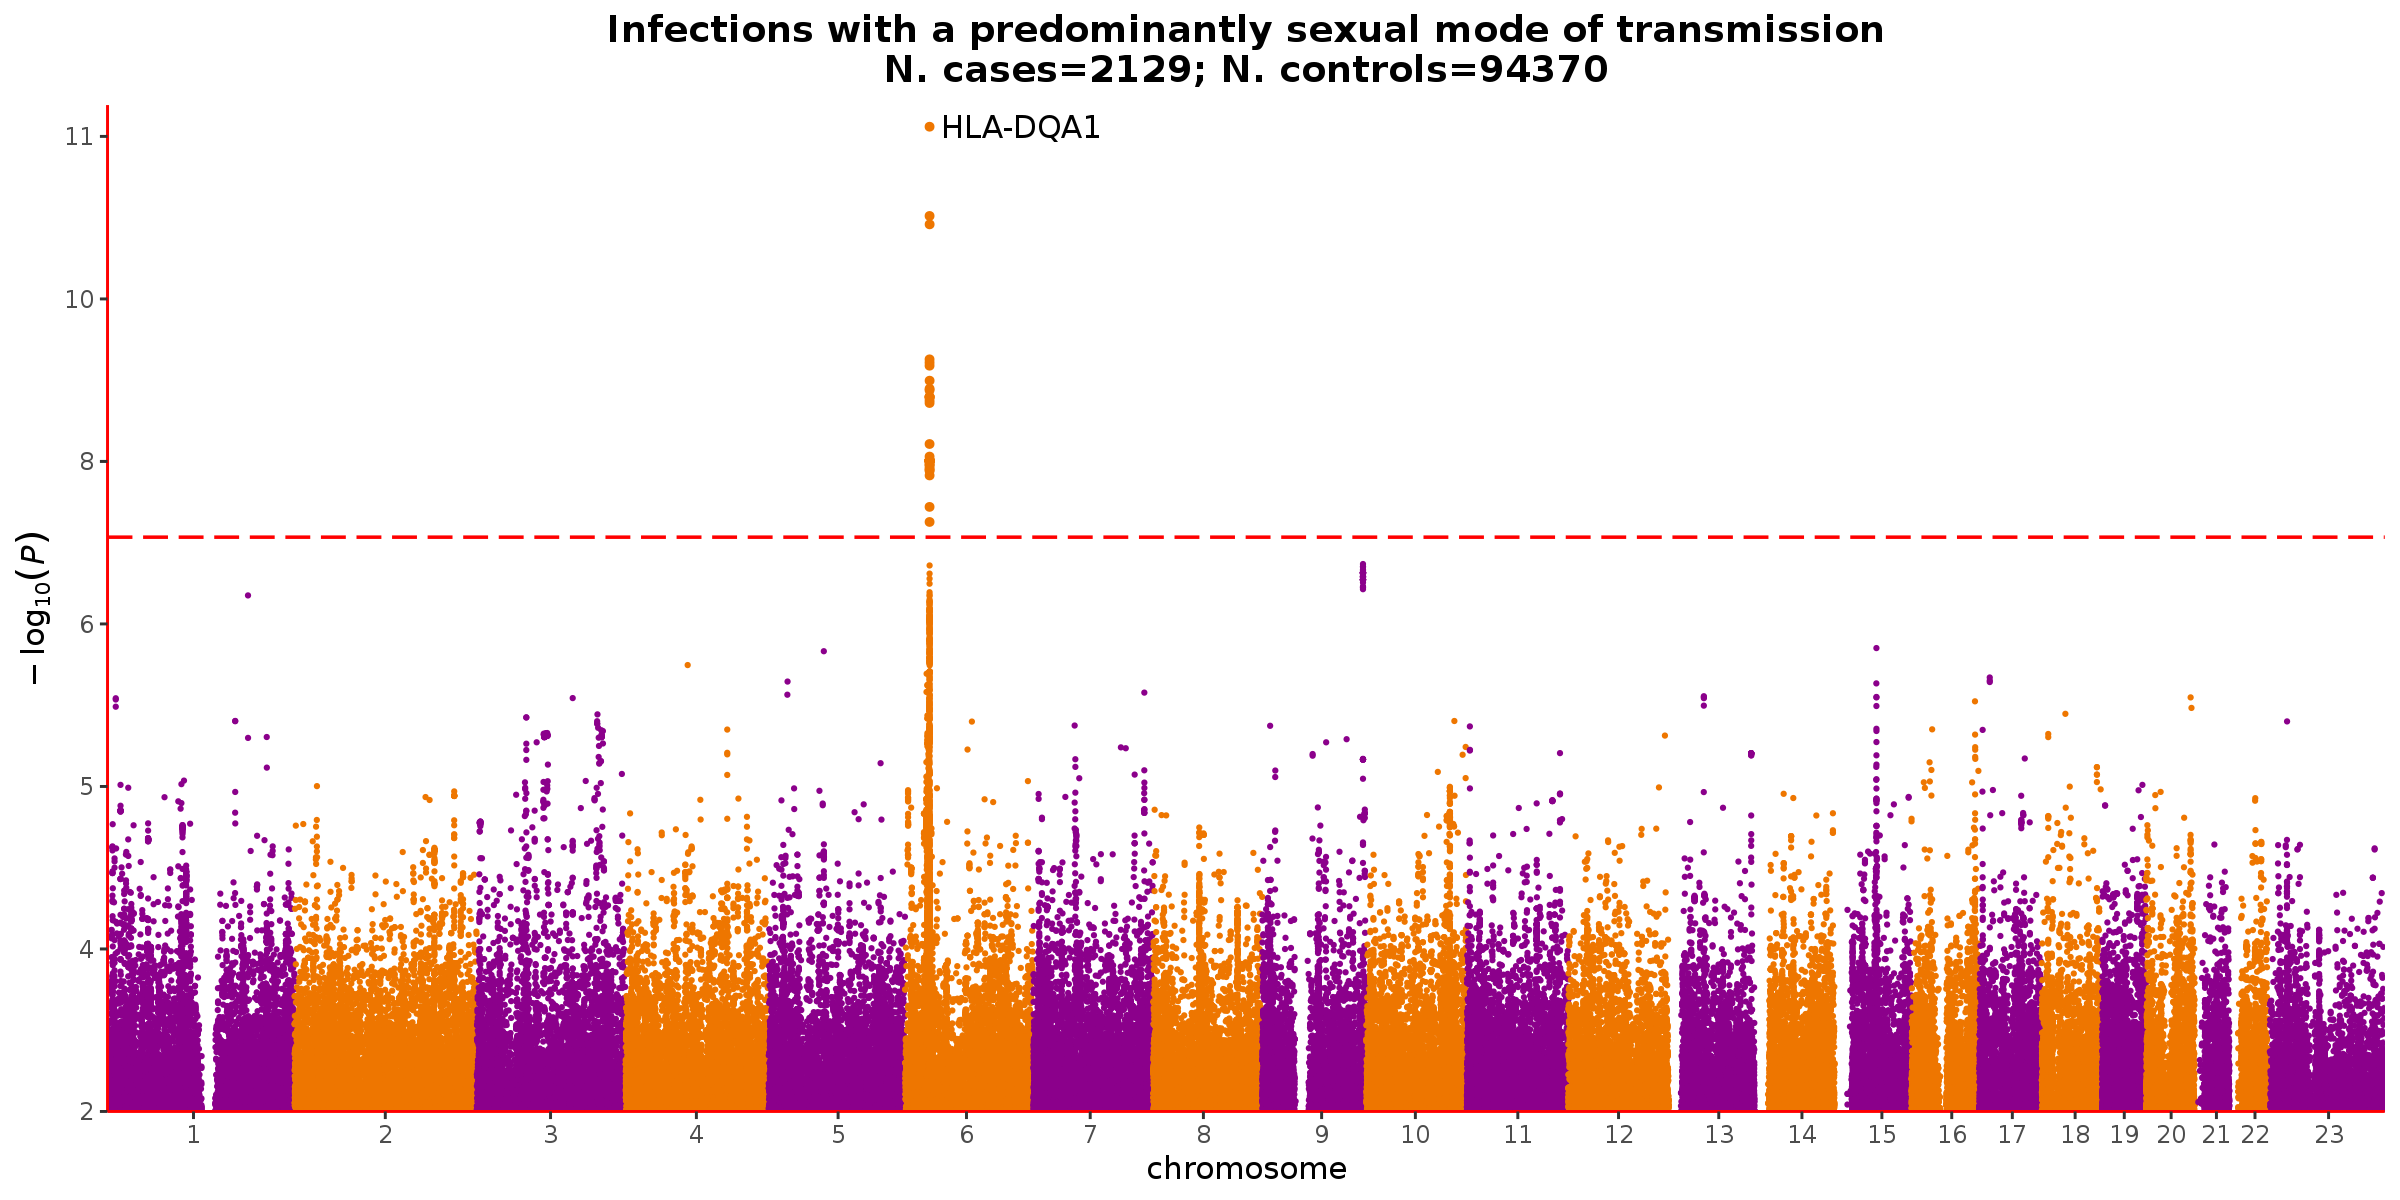 Infections with a predominantly sexual mode of transmission
N. cases=2129; N. controls=94370
11
HLA-DQA1
10
8
6
5
4
2
−log10(P)
1 2 3 4 5 6 7 8 9 10 11 12 13 14 15 16 17 18 19 20 21 22 23
chromosome